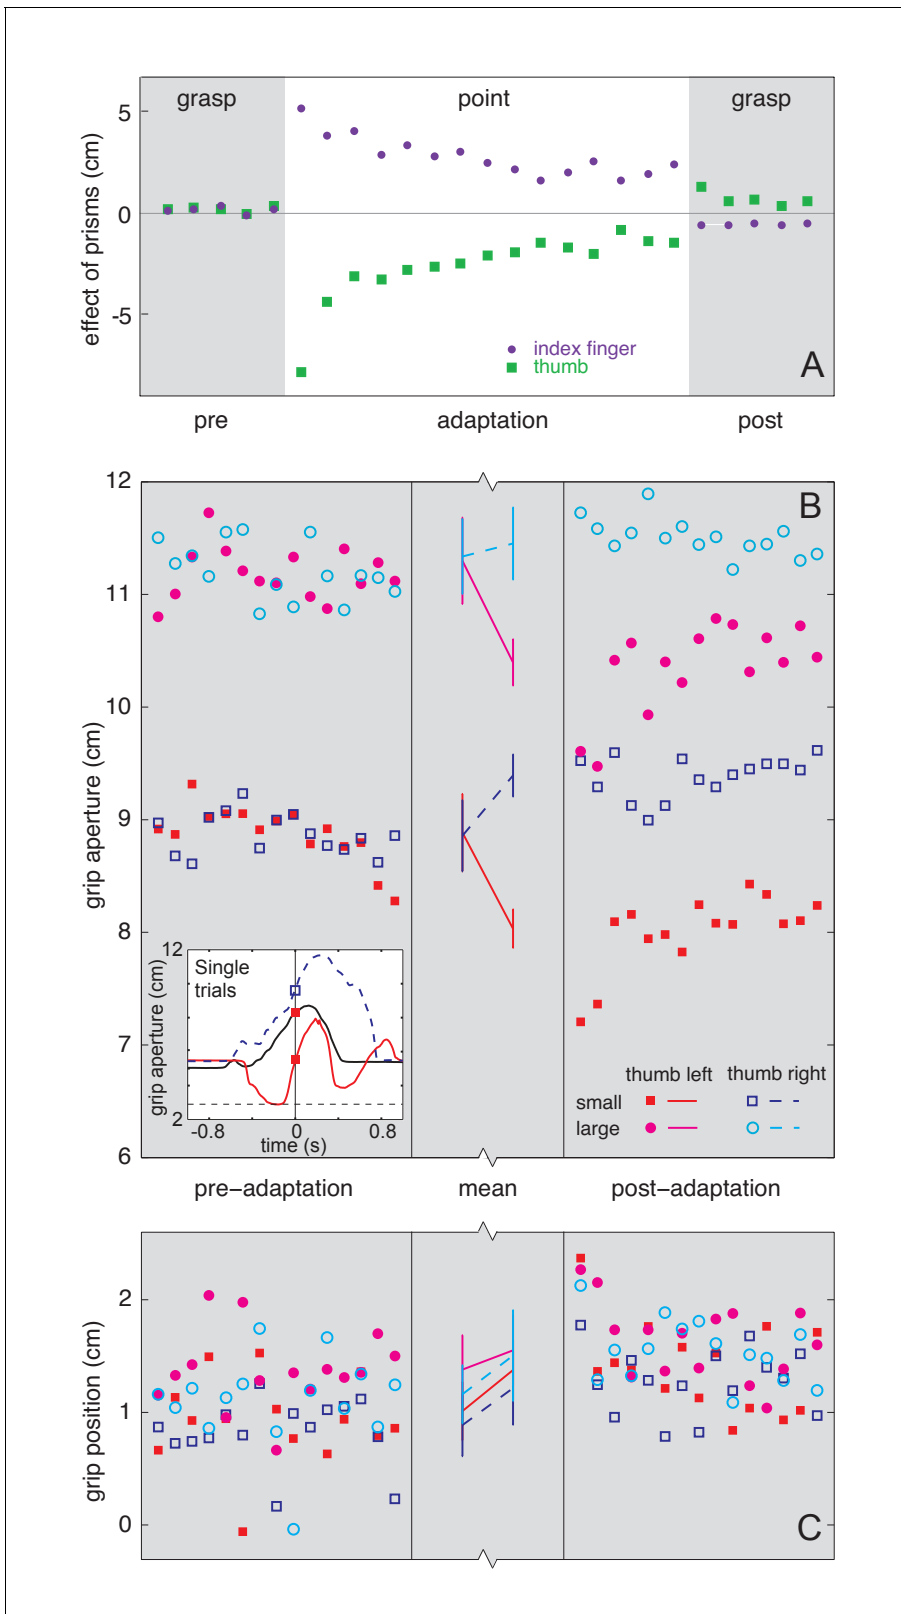 grasp
point
grasp
5
0
-5
effect of prisms (cm)
index finger
thumb
A
pre
adaptation
post
12
11
10
9
8
7
6
grip aperture (cm)
B
Single
trials
12
2
grip aperture (cm)
-0.8
0
0.8
time (s)
thumb left
thumb right
small
large
pre–adaptation
mean
post–adaptation
2
1
0
grip position (cm)
C